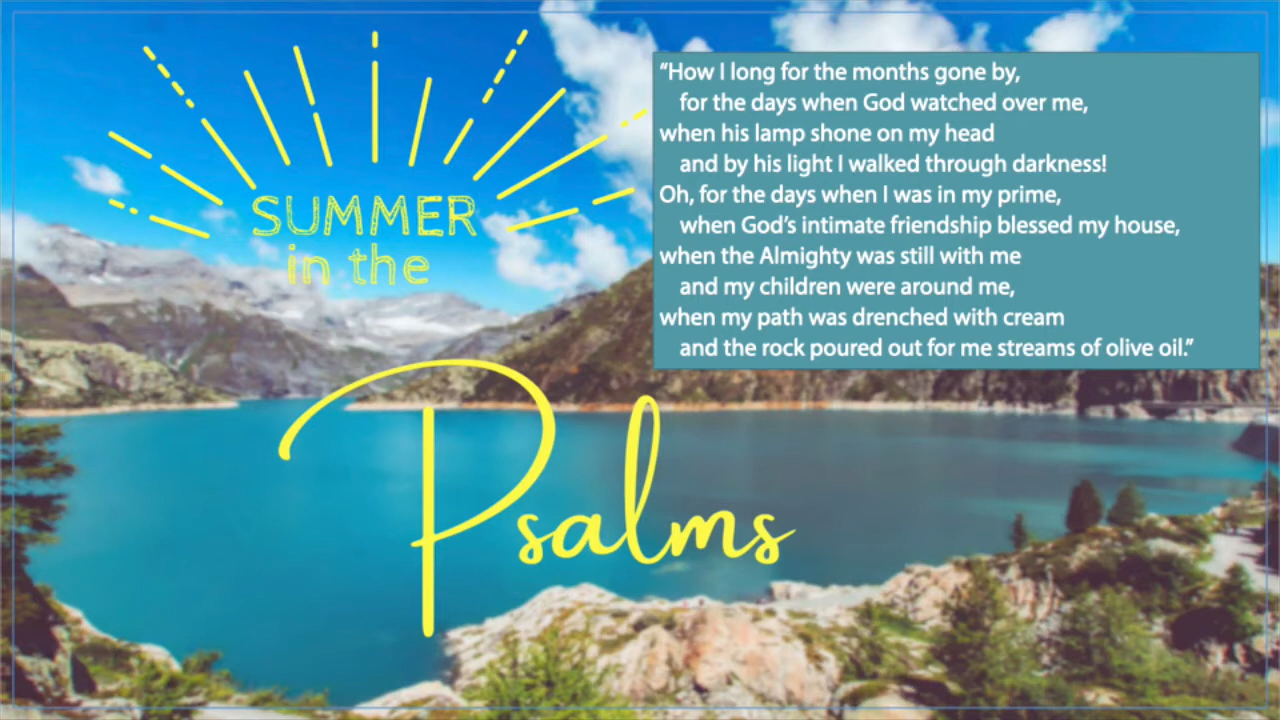 SUMMER
in the
Psalms
“How I long for the months gone by,
for the days when God watched over me,
when his lamp shone on my head
and by his light I walked through darkness!
Oh, for the days when I was in my prime,
when God’s intimate friendship blessed my house,
when the Almighty was still with me
and my children were around me,
when my path was drenched with cream
and the rock poured out for me streams of olive oil.”